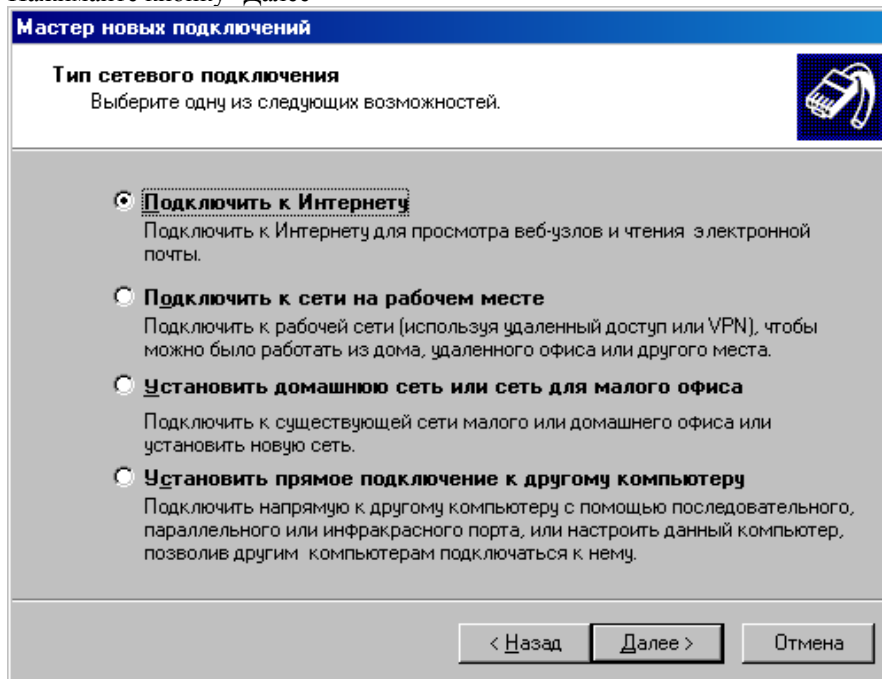 Нажимайте кнопку "Далее"
Мастер новых подключений
Тип сетевого подключения
Выберите одну из следующих возможностей.
Подключить к Интернету
Подключить к Интернету для просмотра веб-узлов и чтения электронной
почты.
Подключить к сети на рабочем месте
Подключить к рабочей сети (используя удаленный доступ или VPN), чтобы
можно было работать из дома, удаленного офиса или другого места.
Установить домашнюю сеть или сеть для малого офиса
Подключить к существующей сети малого или домашнего офиса или
установить новую сеть.
Установить прямое подключение к другому компьютеру
Подключить напрямую к другому компьютеру с помощью последовательного,
параллельного или инфракрасного порта, или настроить данный компьютер,
позволив другим компьютерам подключаться к нему.
< Назад Далее > Отмена